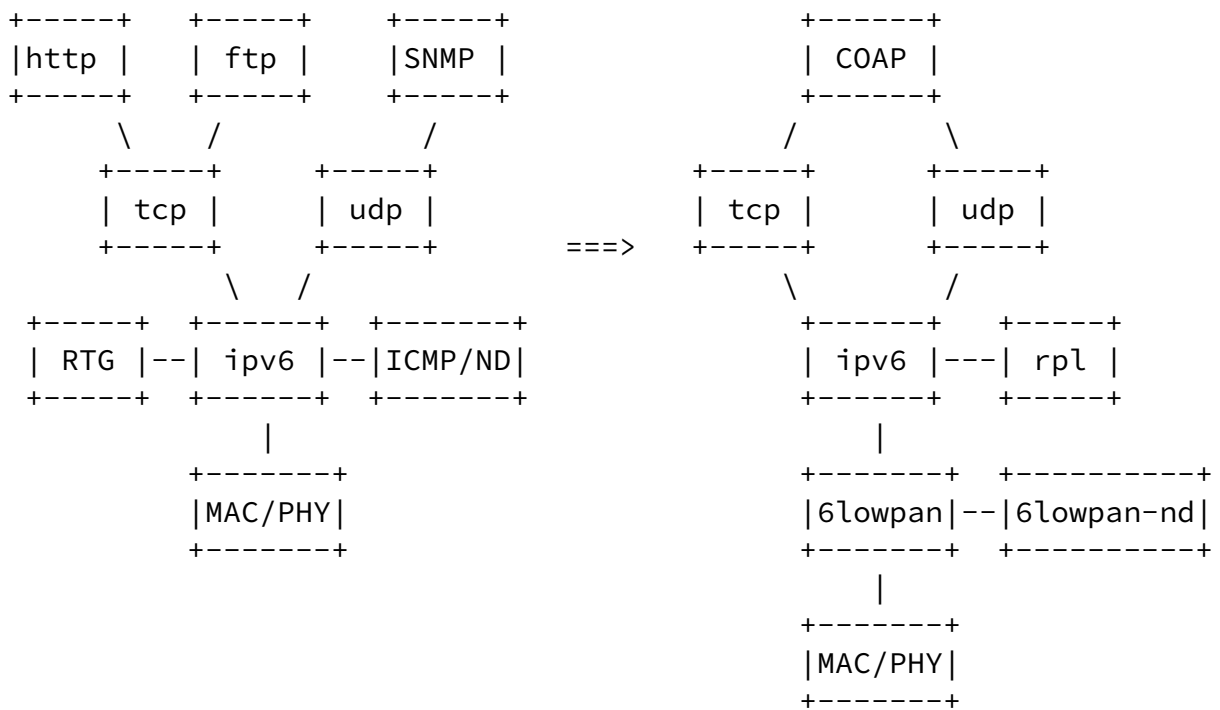 +-----+   +-----+    +-----+                +------+
|http |   | ftp |    |SNMP |                | COAP |
+-----+   +-----+    +-----+                +------+
      \    /            /                   /        \
     +-----+     +-----+              +-----+      +-----+
     | tcp |     | udp |              | tcp |      | udp |
     +-----+     +-----+      ===>    +-----+      +-----+
            \   /                           \        /
 +-----+  +------+  +-------+               +------+   +-----+
 | RTG |--| ipv6 |--|ICMP/ND|               | ipv6 |---| rpl |
 +-----+  +------+  +-------+               +------+   +-----+
              |                                 |
          +-------+                         +-------+  +----------+
          |MAC/PHY|                         |6lowpan|--|6lowpan-nd|
          +-------+                         +-------+  +----------+
                                                |
                                            +-------+
                                            |MAC/PHY|
                                            +-------+